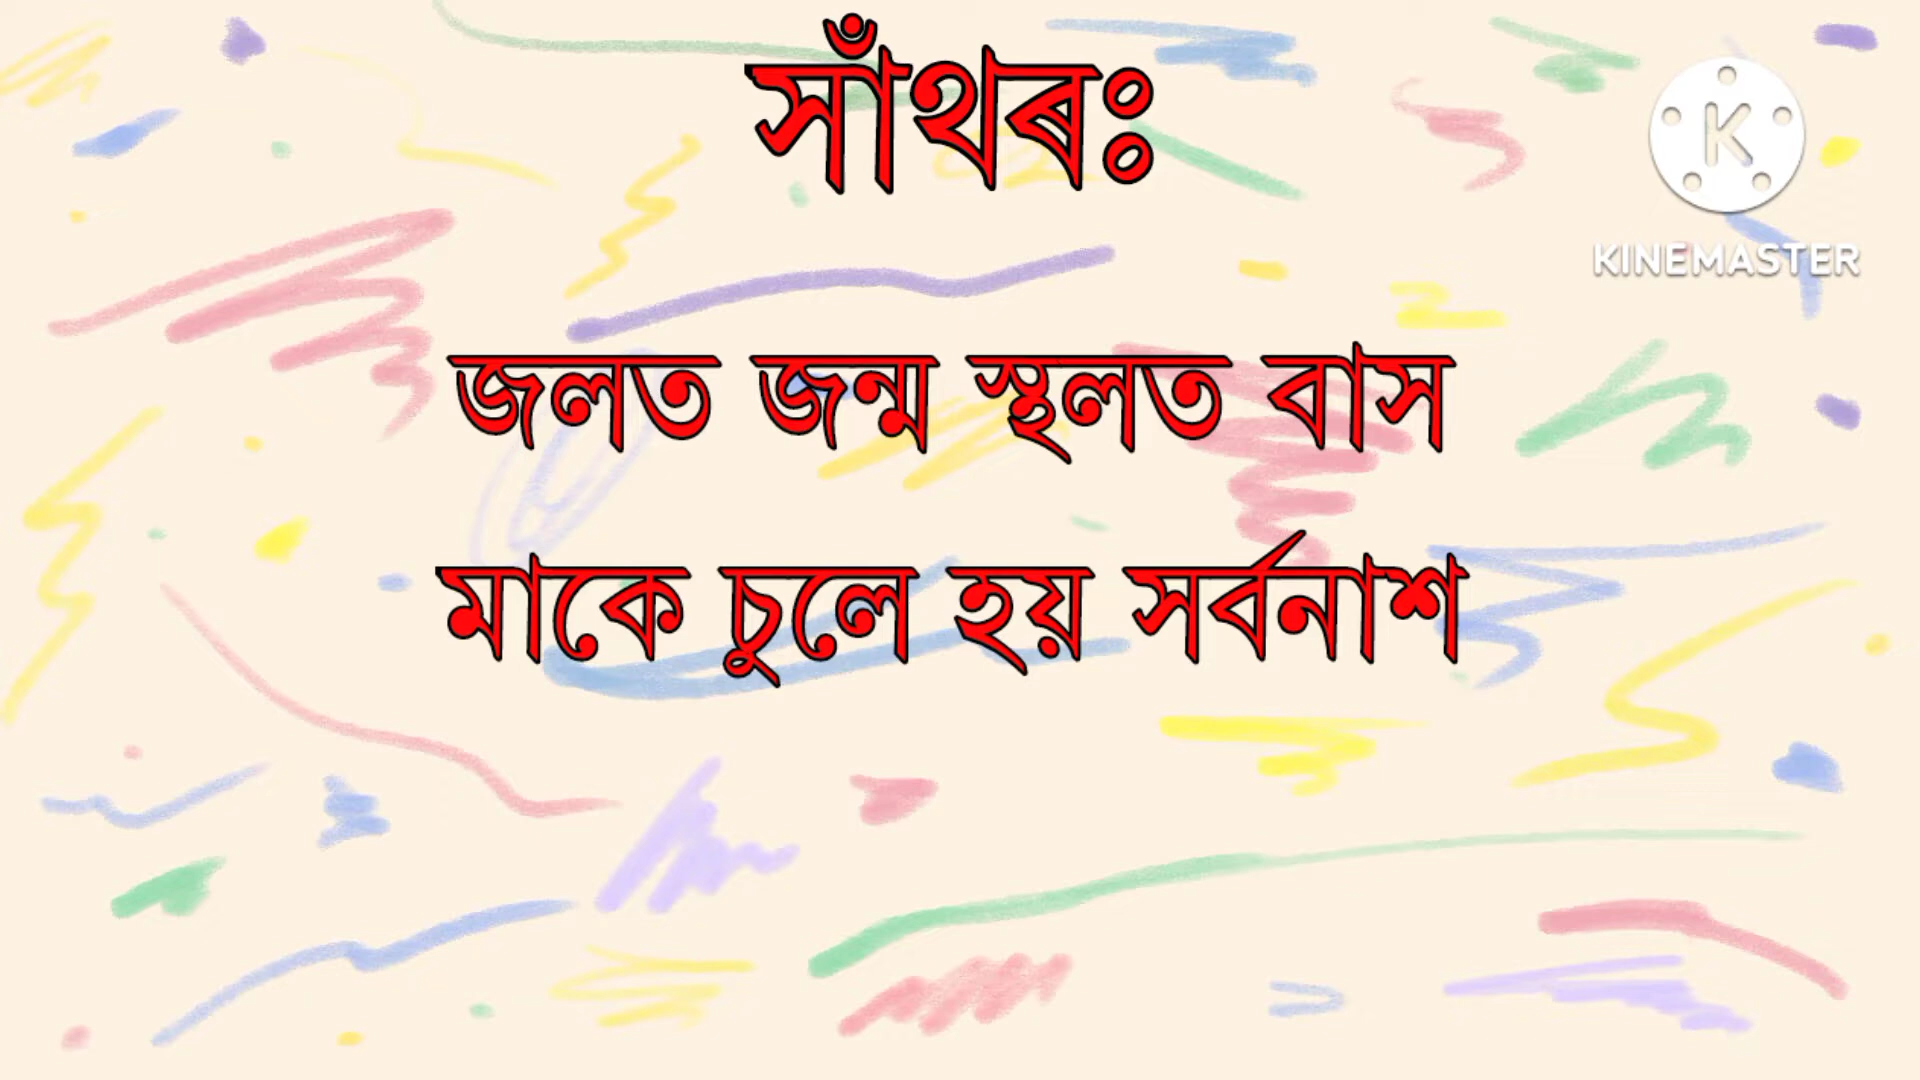 সাঁথৰঃ
KINEMASTER
জলত জন্ম স্থলত বাস
মাকে চুলে হয় সৰ্বনাশ